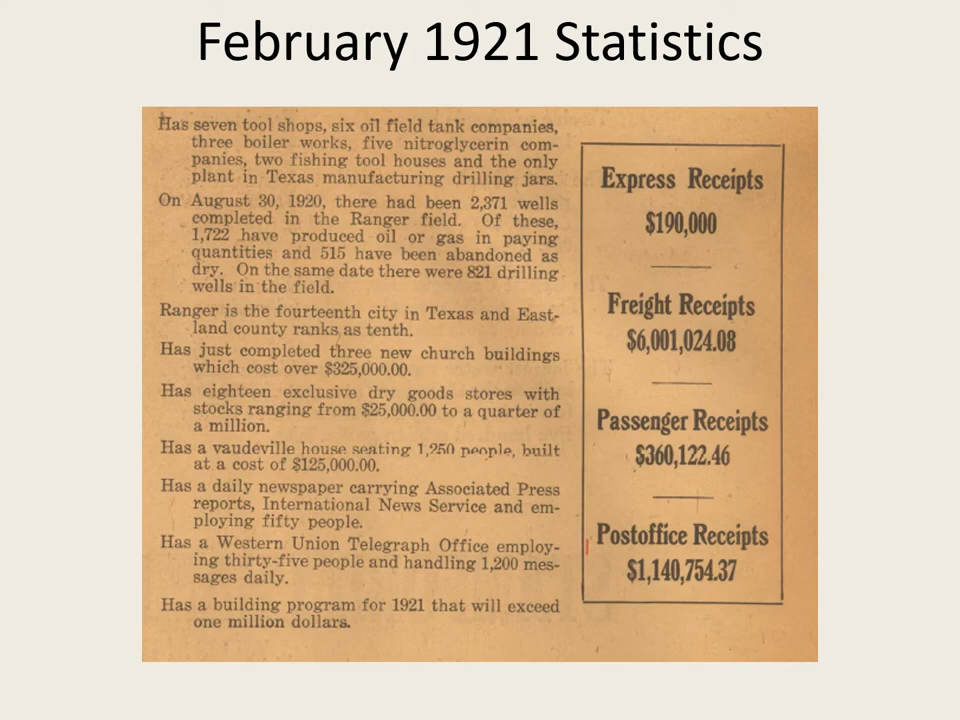 February 1921 Statistics
Has seven tool shops, six oil field tank companies,
three boiler works, five nitroglycerin com-
panies, two fishing tool houses and the only
plant in Texas manufacturing drilling jars.
On August 30, 1920, there had been 2,371 wells
completed in the Ranger field. Of these,
1,722 have produced oil or gas in paying
quantities and 515 have been abandoned as
dry. On the same date there were 821 drilling
wells in the field.
Ranger is the fourteenth city in Texas and East-
land county ranks as tenth.
Has just completed three new church buildings
which cost over $325,000.00.
Has eighteen exclusive dry goods stores with
stocks ranging from $25,000.00 to a quarter of
a million.
Has a vaudeville house seating 1,250 people, built
at a cost of $125,000.00.
Has a daily newspaper carrying Associated Press
reports, International News Service and em-
ploying fifty people.
Has a Western Union Telegraph Office employ-
ing thirty-five people and handling 1,200 mes-
sages daily.
Has a building program for 1921 that will exceed
one million dollars.
Express Receipts
$190,000
Freight Receipts
$6,001,024.08
Passenger Receipts
$360,122.46
Postoffice Receipts
$1,140,754.37